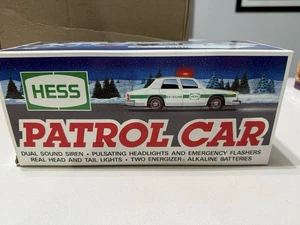 HESS
PATROL CAR
DUAL SOUND SIREN • PULSATING HEADLIGHTS AND EMERGENCY FLASHERS
REAL HEAD AND TAIL LIGHTS • TWO ENERGIZER® ALKALINE BATTERIES